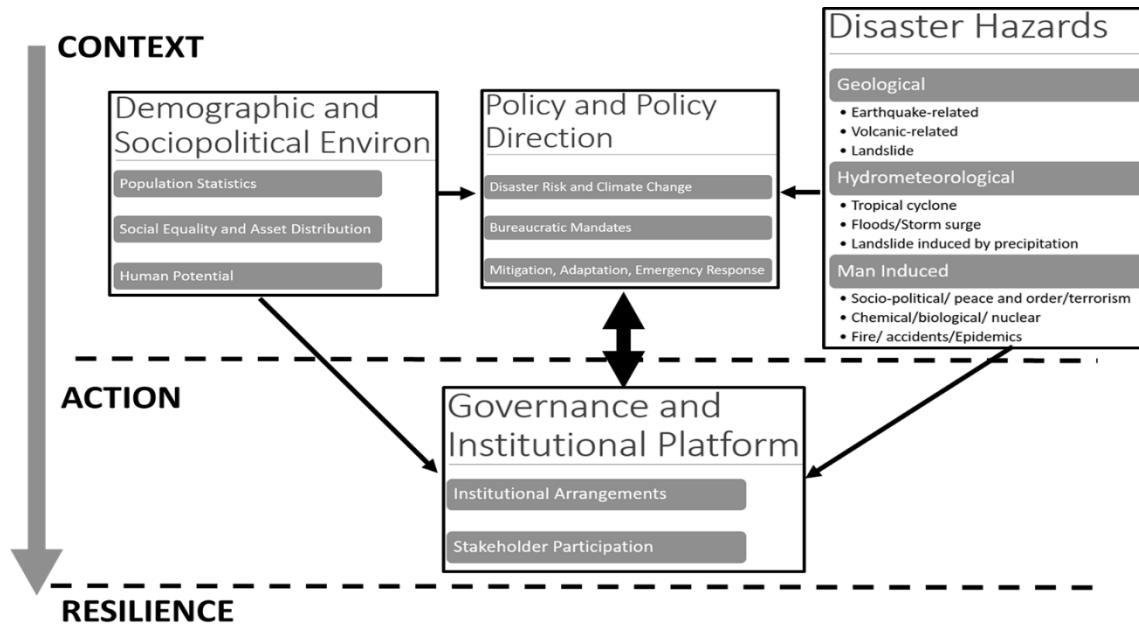 CONTEXT
Demographic and
Sociopolitical Environ
Population Statistics
Social Equality and Asset Distribution
Human Potential
Policy and Policy
Direction
Disaster Risk and Climate Change
Bureaucratic Mandates
Mitigation, Adaptation, Emergency Response
Disaster Hazards
Geological
• Earthquake-related
• Volcanic-related
• Landslide
Hydrometeorological
• Tropical cyclone
• Floods/Storm surge
• Landslide induced by precipitation
Man Induced
• Socio-political/ peace and order/terrorism
• Chemical/biological/ nuclear
• Fire/ accidents/Epidemics
ACTION
Governance and
Institutional Platform
Institutional Arrangements
Stakeholder Participation
RESILIENCE